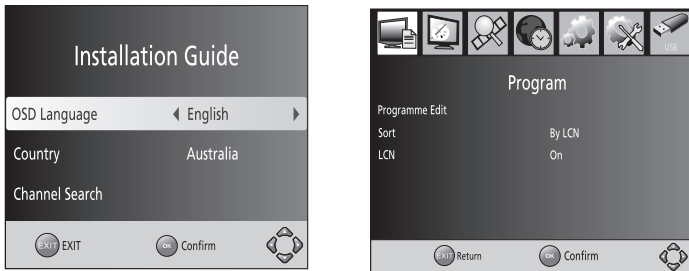 Installation Guide
OSD Language English
Country Australia
Channel Search
EXIT EXIT OK Confirm
USB
Program
Programme Edit
Sort By LCN
LCN On
EXIT Return OK Confirm